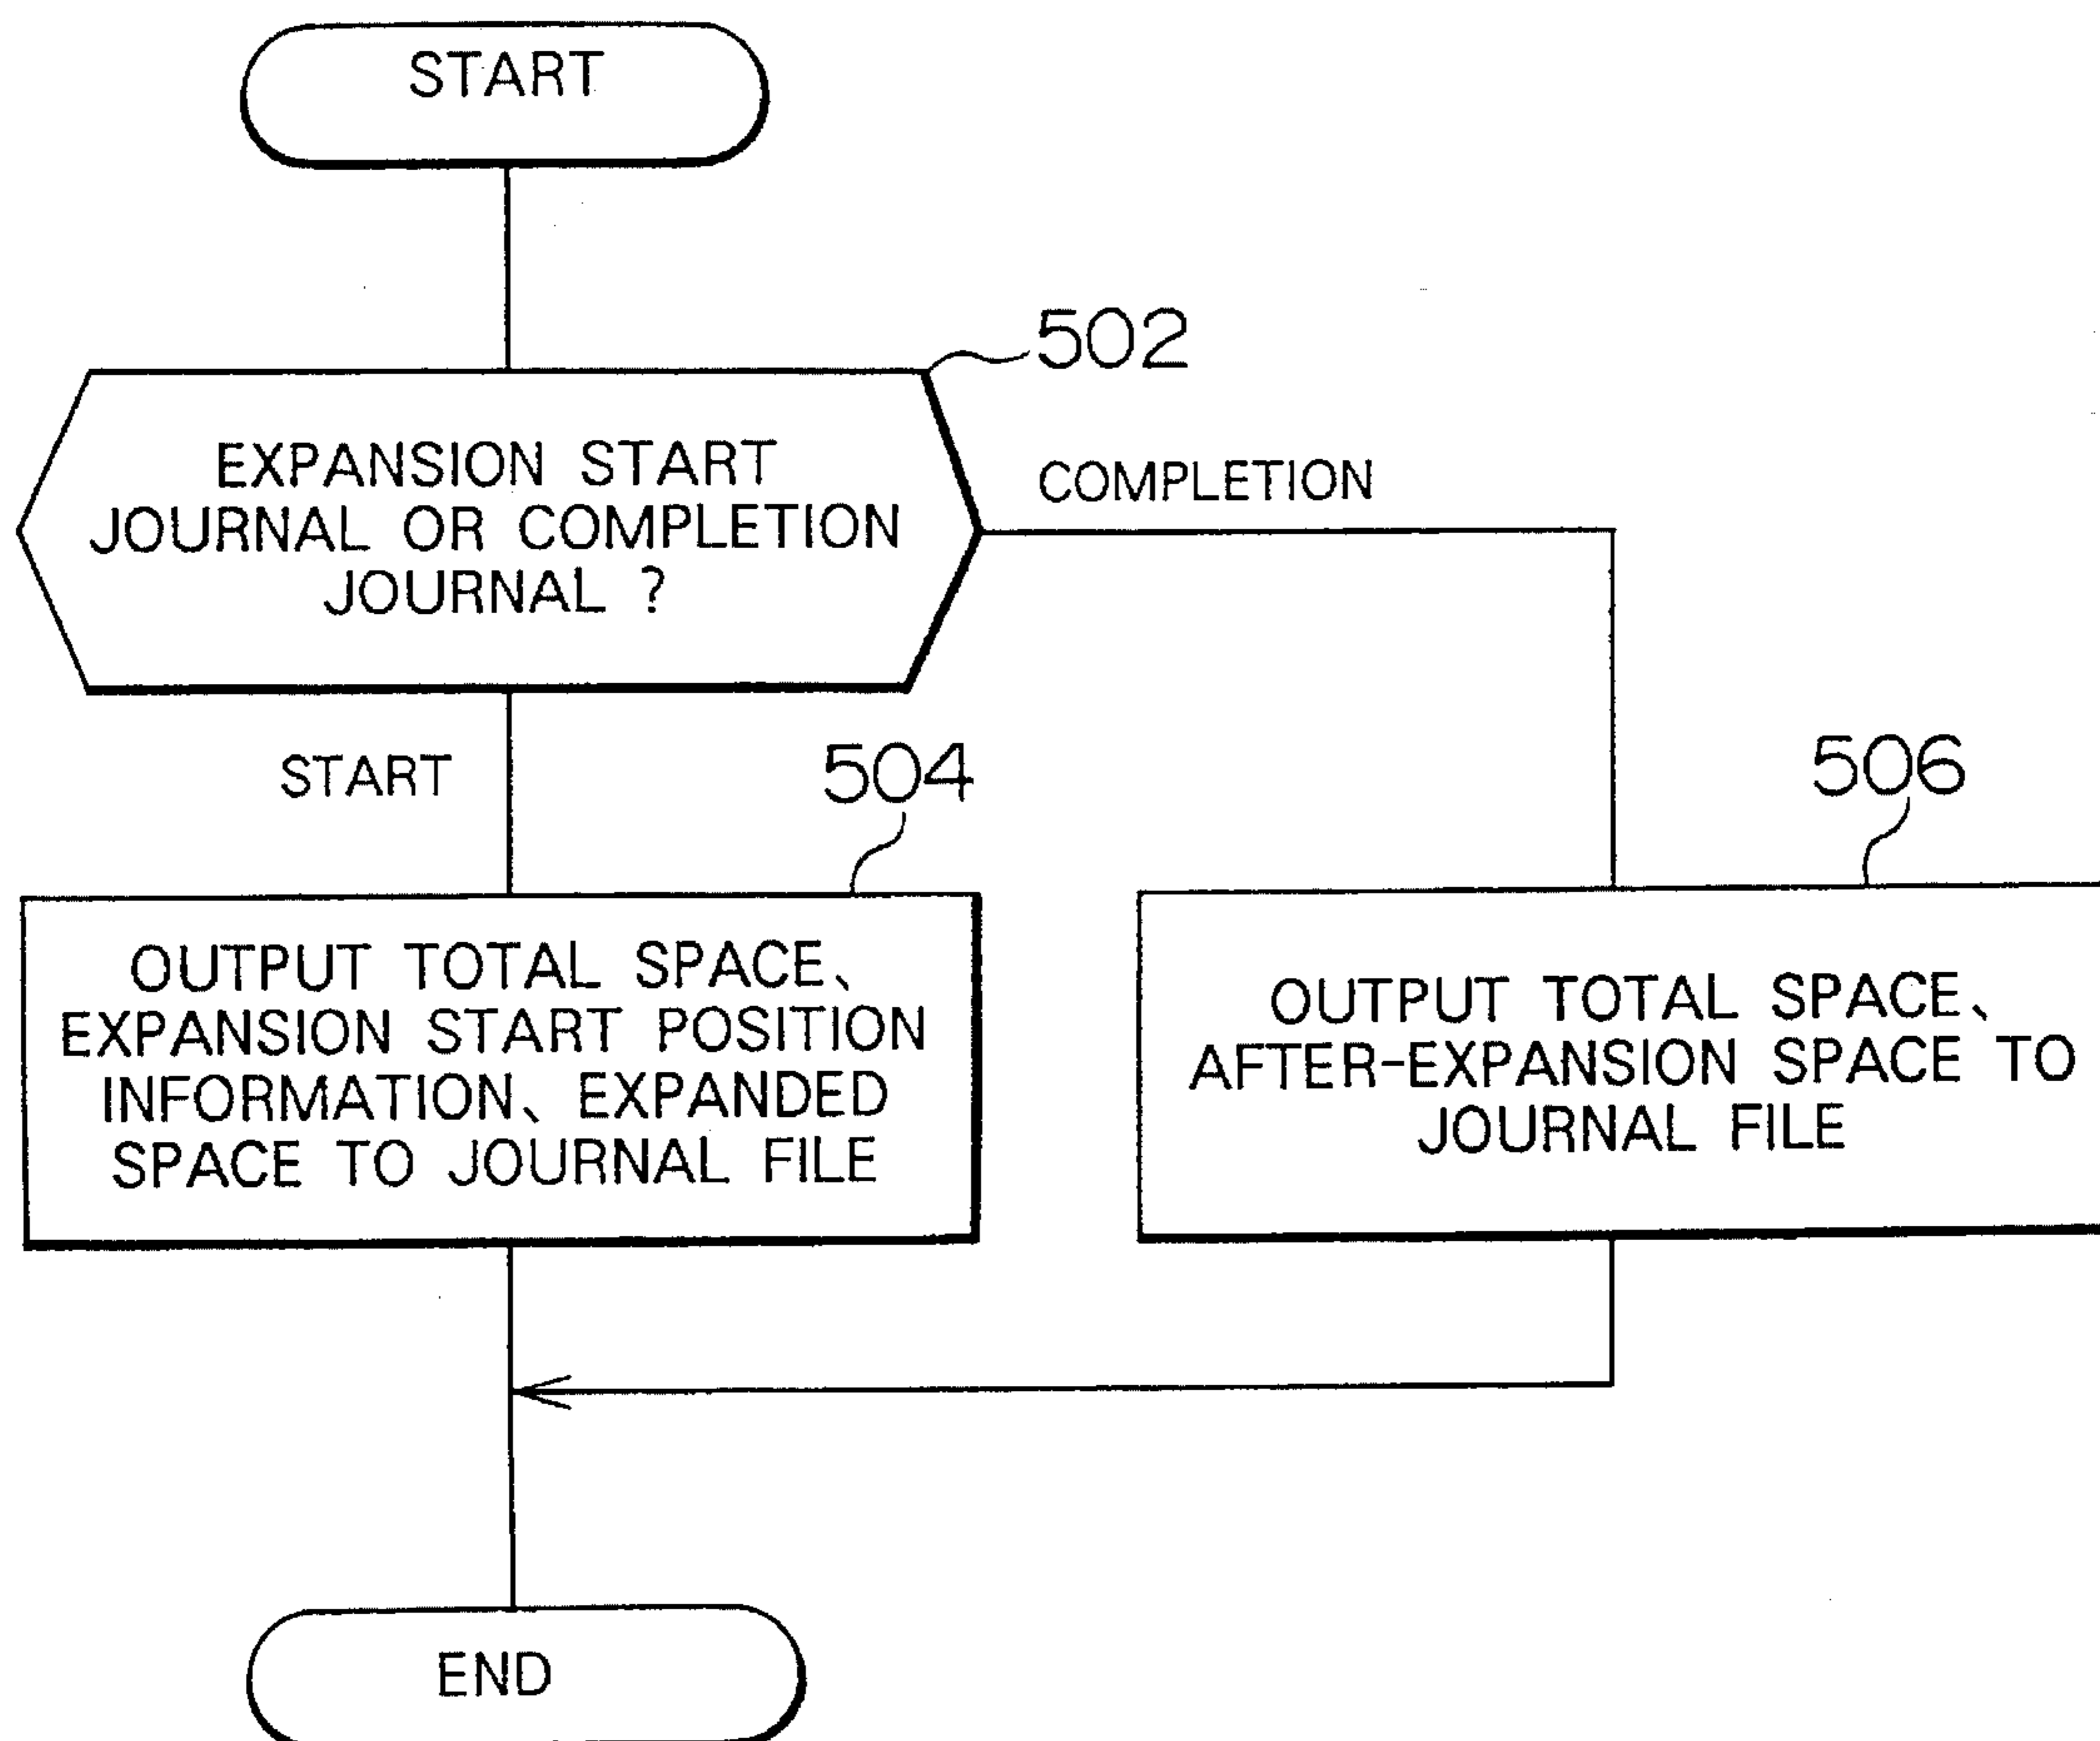 START
502
EXPANSION START
JOURNAL OR COMPLETION
JOURNAL ?
COMPLETION
START
504
506
OUTPUT TOTAL SPACE、
EXPANSION START POSITION
INFORMATION、EXPANDED
SPACE TO JOURNAL FILE
OUTPUT TOTAL SPACE、
AFTER-EXPANSION SPACE TO
JOURNAL FILE
END